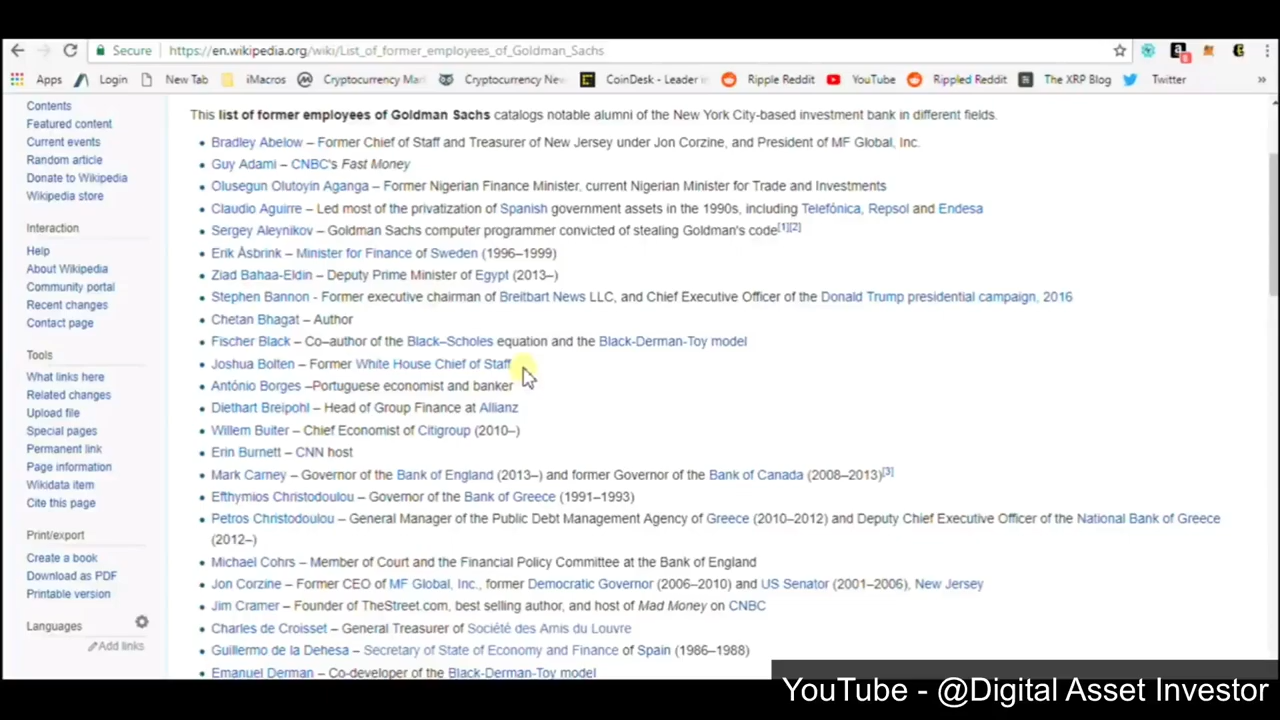 Secure
https://en.wikipedia.org/wiki/List_of_former_employees_of_Goldman_Sachs
Apps Login New Tab iMacros Cryptocurrency Ma Cryptocurrency Ne CoinDesk - Leader i Ripple Reddit YouTube Rippled Reddit The XRP Blog Twitter »
Contents
Featured content
Current events
Random article
Donate to Wikipedia
Wikipedia store
Interaction
Help
About Wikipedia
Community portal
Recent changes
Contact page
Tools
What links here
Related changes
Upload file
Special pages
Permanent link
Page information
Wikidata item
Cite this page
Print/export
Create a book
Download as PDF
Printable version
Languages
Add links
This list of former employees of Goldman Sachs catalogs notable alumni of the New York City-based investment bank in different fields.
• Bradley Abelow – Former Chief of Staff and Treasurer of New Jersey under Jon Corzine, and President of MF Global, Inc.
• Guy Adami – CNBC's Fast Money
• Olusegun Olutoyin Aganga – Former Nigerian Finance Minister, current Nigerian Minister for Trade and Investments
• Claudio Aguirre – Led most of the privatization of Spanish government assets in the 1990s, including Telefónica, Repsol and Endesa
• Sergey Aleynikov – Goldman Sachs computer programmer convicted of stealing Goldman's code[1][2]
• Erik Åsbrink – Minister for Finance of Sweden (1996–1999)
• Ziad Bahaa-Eldin – Deputy Prime Minister of Egypt (2013–)
• Stephen Bannon - Former executive chairman of Breitbart News LLC, and Chief Executive Officer of the Donald Trump presidential campaign, 2016
• Chetan Bhagat – Author
• Fischer Black – Co–author of the Black–Scholes equation and the Black-Derman-Toy model
• Joshua Bolten – Former White House Chief of Staff
• António Borges –Portuguese economist and banker
• Diethart Breipohl – Head of Group Finance at Allianz
• Willem Buiter – Chief Economist of Citigroup (2010–)
• Erin Burnett – CNN host
• Mark Carney – Governor of the Bank of England (2013–) and former Governor of the Bank of Canada (2008–2013)[3]
• Efthymios Christodoulou – Governor of the Bank of Greece (1991–1993)
• Petros Christodoulou – General Manager of the Public Debt Management Agency of Greece (2010–2012) and Deputy Chief Executive Officer of the National Bank of Greece
(2012–)
• Michael Cohrs – Member of Court and the Financial Policy Committee at the Bank of England
• Jon Corzine – Former CEO of MF Global, Inc., former Democratic Governor (2006–2010) and US Senator (2001–2006), New Jersey
• Jim Cramer – Founder of TheStreet.com, best selling author, and host of Mad Money on CNBC
• Charles de Croisset – General Treasurer of Société des Amis du Louvre
• Guillermo de la Dehesa – Secretary of State of Economy and Finance of Spain (1986–1988)
• Emanuel Derman – Co-developer of the Black-Derman-Toy model
YouTube - @Digital Asset Investor